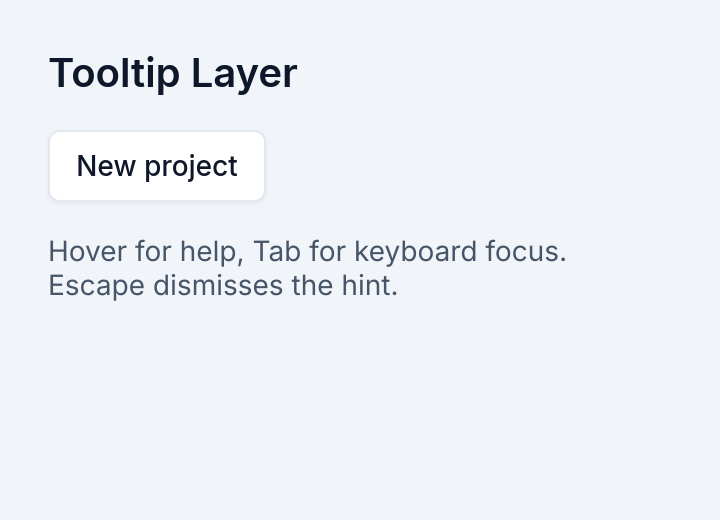 Tooltip Layer
New project
Hover for help, Tab for keyboard focus.
Escape dismisses the hint.